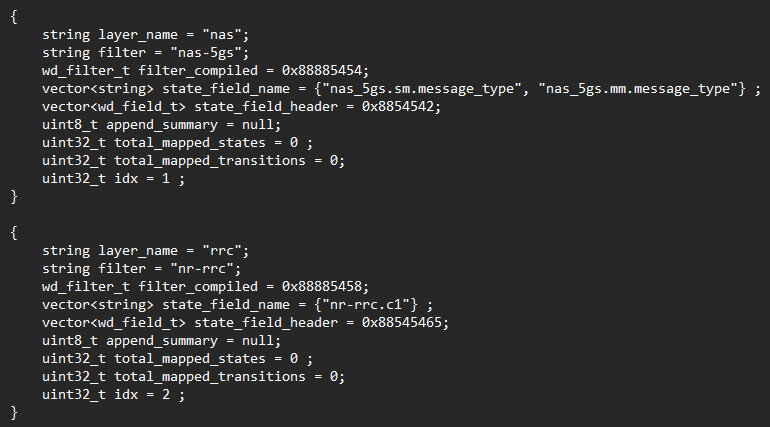 {
string layer_name = "nas";
string filter = "nas-5gs";
wd_filter_t filter_compiled = 0x88885454;
vector<string> state_field_name = {"nas_5gs.sm.message_type", "nas_5gs.mm.message_type"} ;
vector<wd_field_t> state_field_header = 0x8854542;
uint8_t append_summary = null;
uint32_t total_mapped_states = 0 ;
uint32_t total_mapped_transitions = 0;
uint32_t idx = 1 ;
}
{
string layer_name = "rrc";
string filter = "nr-rrc";
wd_filter_t filter_compiled = 0x88885458;
vector<string> state_field_name = {"nr-rrc.c1"} ;
vector<wd_field_t> state_field_header = 0x88545465;
uint8_t append_summary = null;
uint32_t total_mapped_states = 0 ;
uint32_t total_mapped_transitions = 0;
uint32_t idx = 2 ;
}